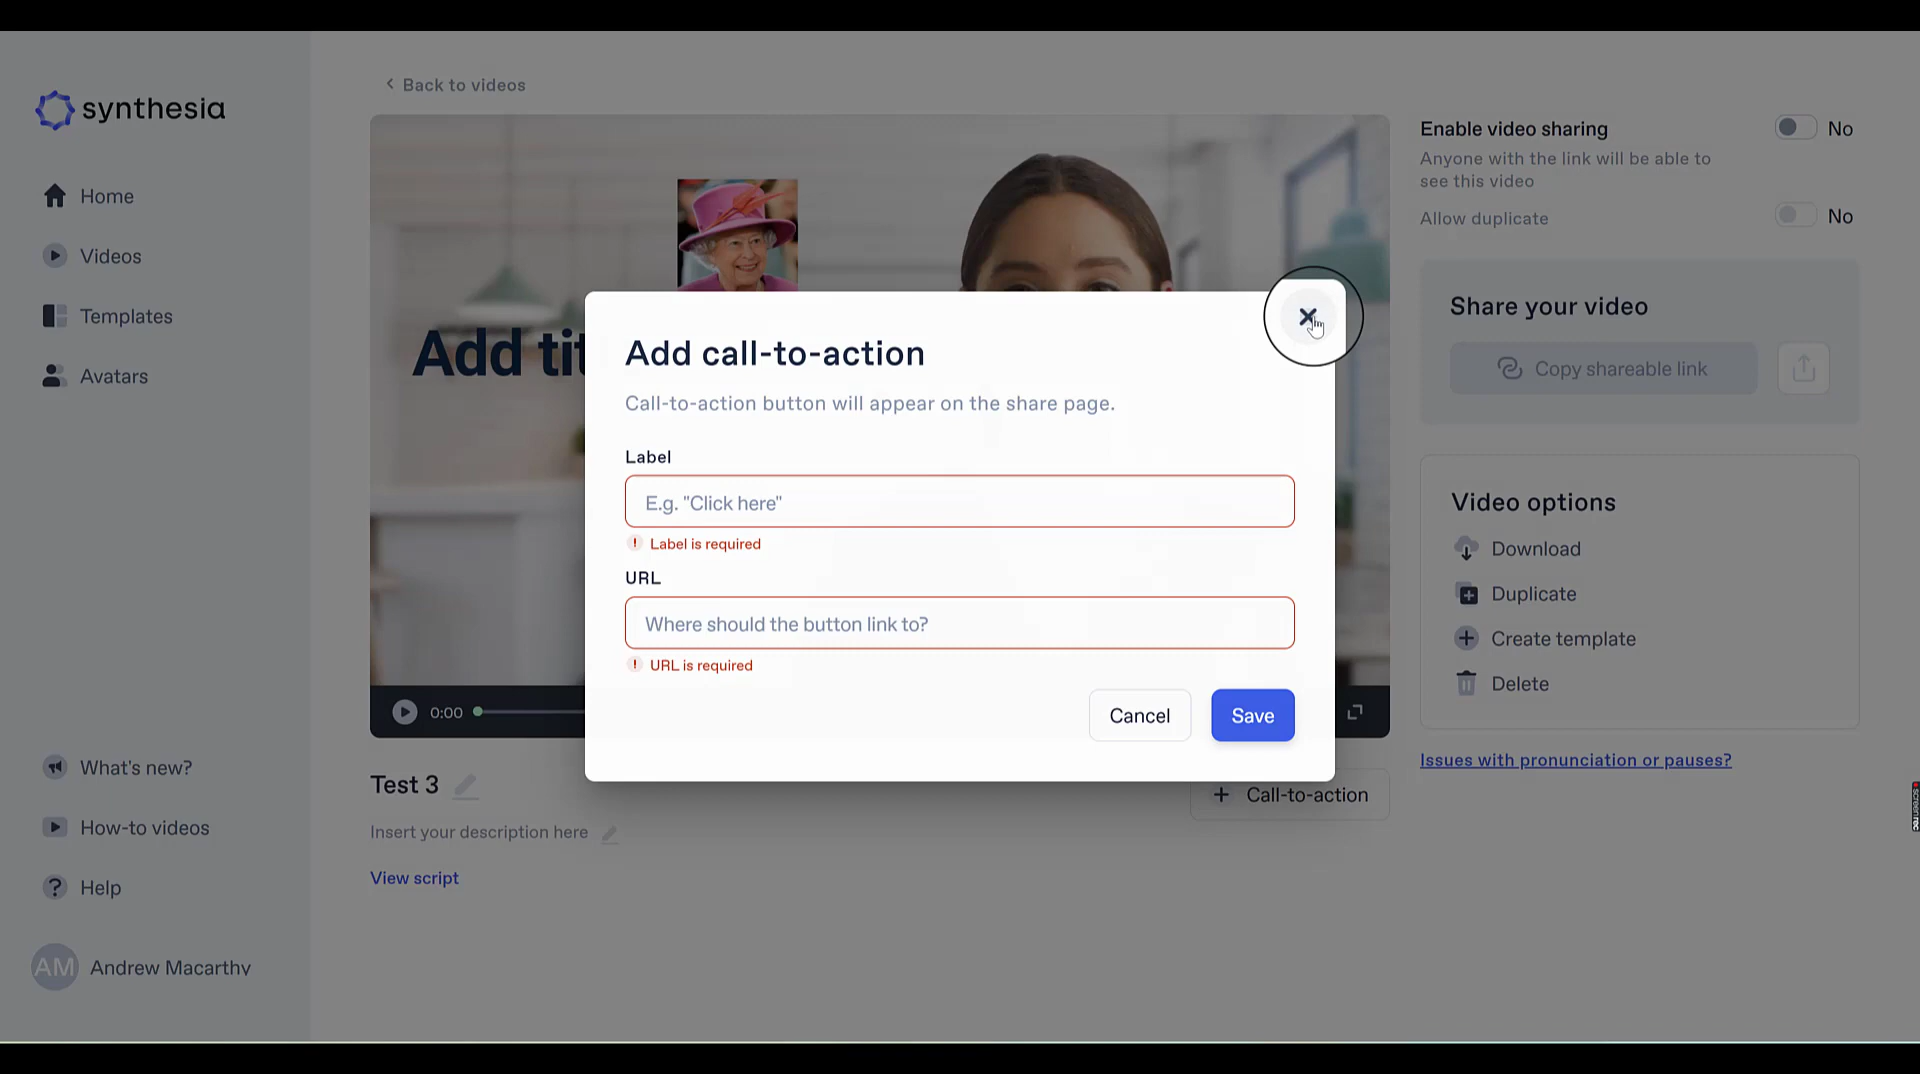 synthesia
Home
Videos
Templates
Avatars
What's new?
How-to videos
Help
AM Andrew Macarthy
Back to videos
Add tit
0:00
Test 3
Insert your description here
View script
Call-to-action
Add call-to-action
Call-to-action button will appear on the share page.
Label
E.g. "Click here"
! Label is required
URL
Where should the button link to?
! URL is required
Cancel
Save
Enable video sharing
No
Anyone with the link will be able to
see this video
Allow duplicate
No
Share your video
Copy shareable link
Video options
Download
Duplicate
Create template
Delete
Issues with pronunciation or pauses?
screenrec